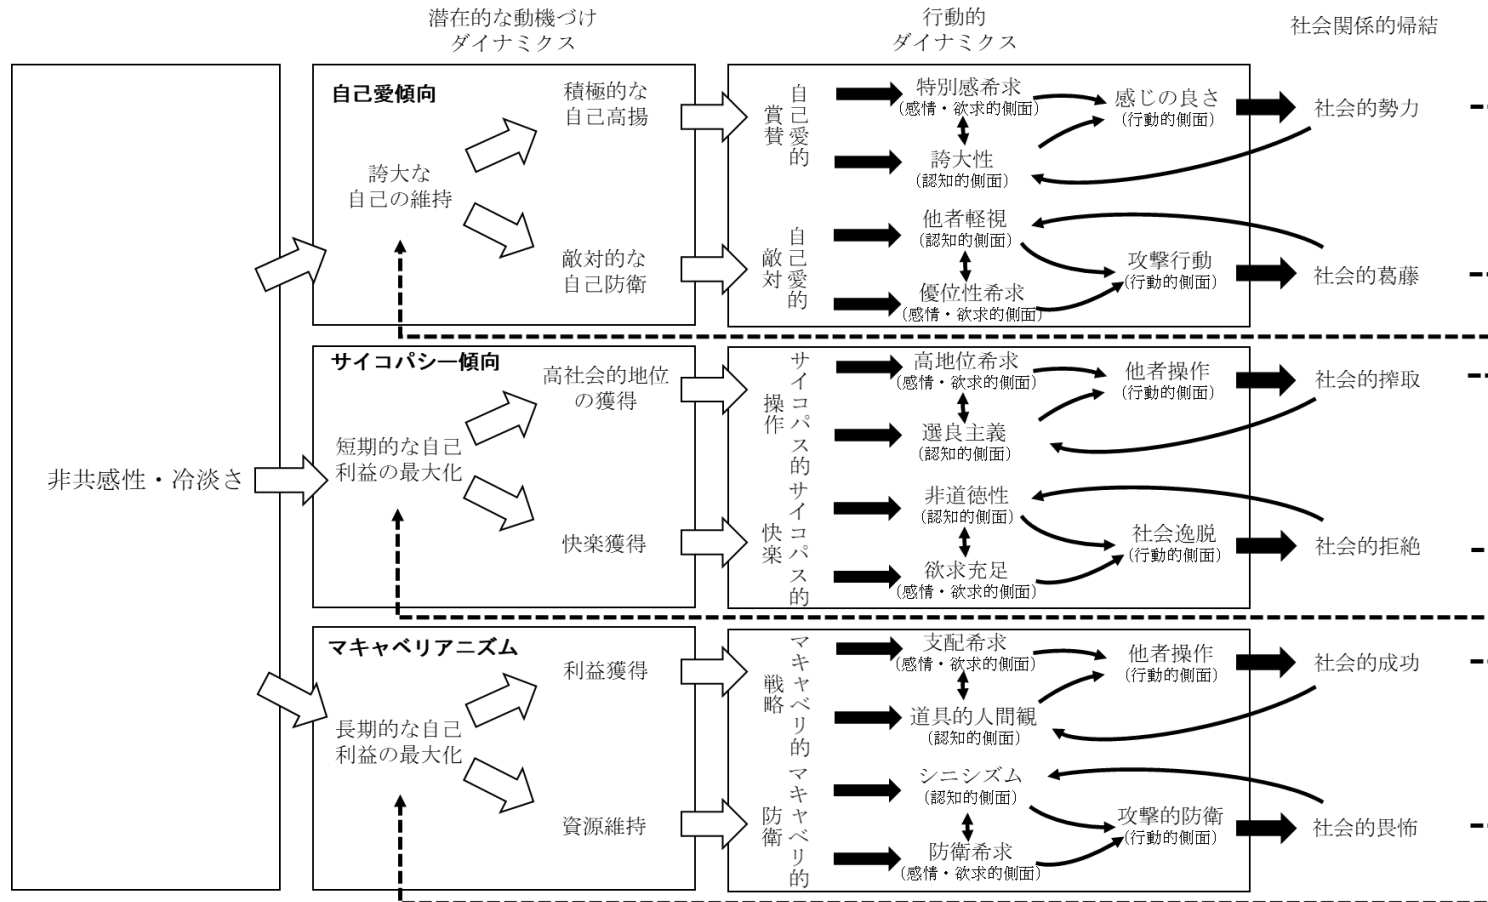 潜在的な動機づけ
ダイナミクス
行動的
ダイナミクス
社会関係的帰結
非共感性・冷淡さ
自己愛傾向
誇大な
自己の維持
積極的な
自己高揚
敵対的な
自己防衛
自己愛的
賞賛
特別感希求
(感情・欲求的側面)
誇大性
(認知的側面)
感じの良さ
(行動的側面)
社会的勢力
自己愛的
敵対
他者軽視
(認知的側面)
優位性希求
(感情・欲求的側面)
攻撃行動
(行動的側面)
社会的葛藤
サイコパシー傾向
短期的な自己
利益の最大化
高社会的地位
の獲得
快楽獲得
サイコパス的
操作
高地位希求
(感情・欲求的側面)
選良主義
(認知的側面)
他者操作
(行動的側面)
社会的搾取
サイコパス的
快楽
非道徳性
(認知的側面)
欲求充足
(感情・欲求的側面)
社会逸脱
(行動的側面)
社会的拒絶
マキャベリアニズム
長期的な自己
利益の最大化
利益獲得
資源維持
マキャベリ的
戦略
支配希求
(感情・欲求的側面)
道具的人間観
(認知的側面)
他者操作
(行動的側面)
社会的成功
マキャベリ的
防衛
シニシズム
(認知的側面)
防衛希求
(感情・欲求的側面)
攻撃的防衛
(行動的側面)
社会的畏怖